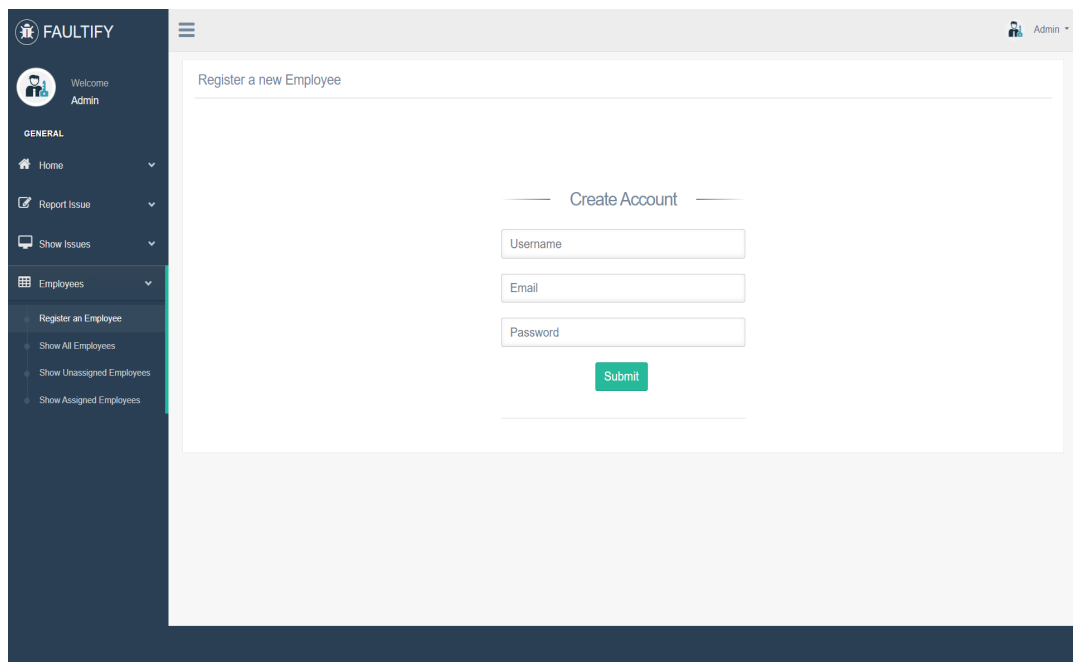 FAULTIFY
Welcome
Admin
GENERAL
Home
Report Issue
Show Issues
Employees
Register an Employee
Show All Employees
Show Unassigned Employees
Show Assigned Employees
Admin
Register a new Employee
Create Account
Username
Email
Password
Submit